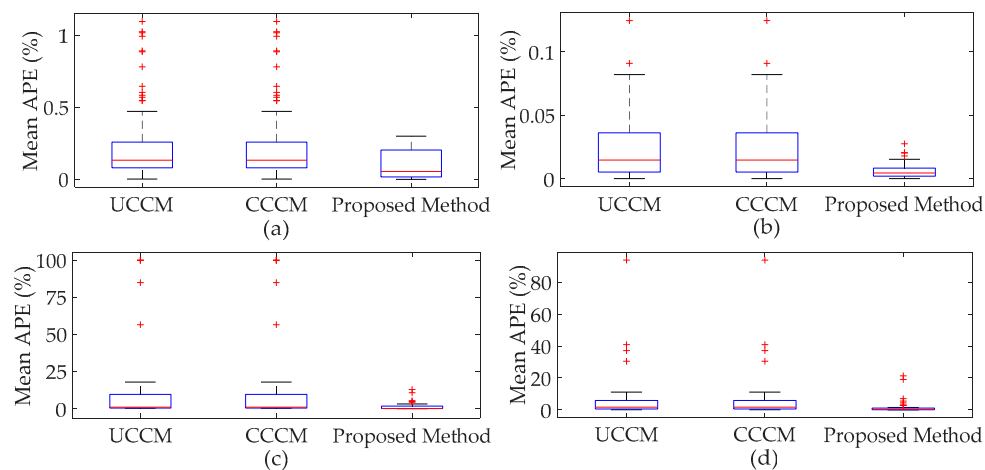 Mean APE (%)
1
0.5
0
UCCM
CCCM
Proposed Method
(a)
Mean APE (%)
0.1
0.05
0
UCCM
CCCM
Proposed Method
(b)
Mean APE (%)
100
75
50
25
0
UCCM
CCCM
Proposed Method
(c)
Mean APE (%)
80
60
40
20
0
UCCM
CCCM
Proposed Method
(d)